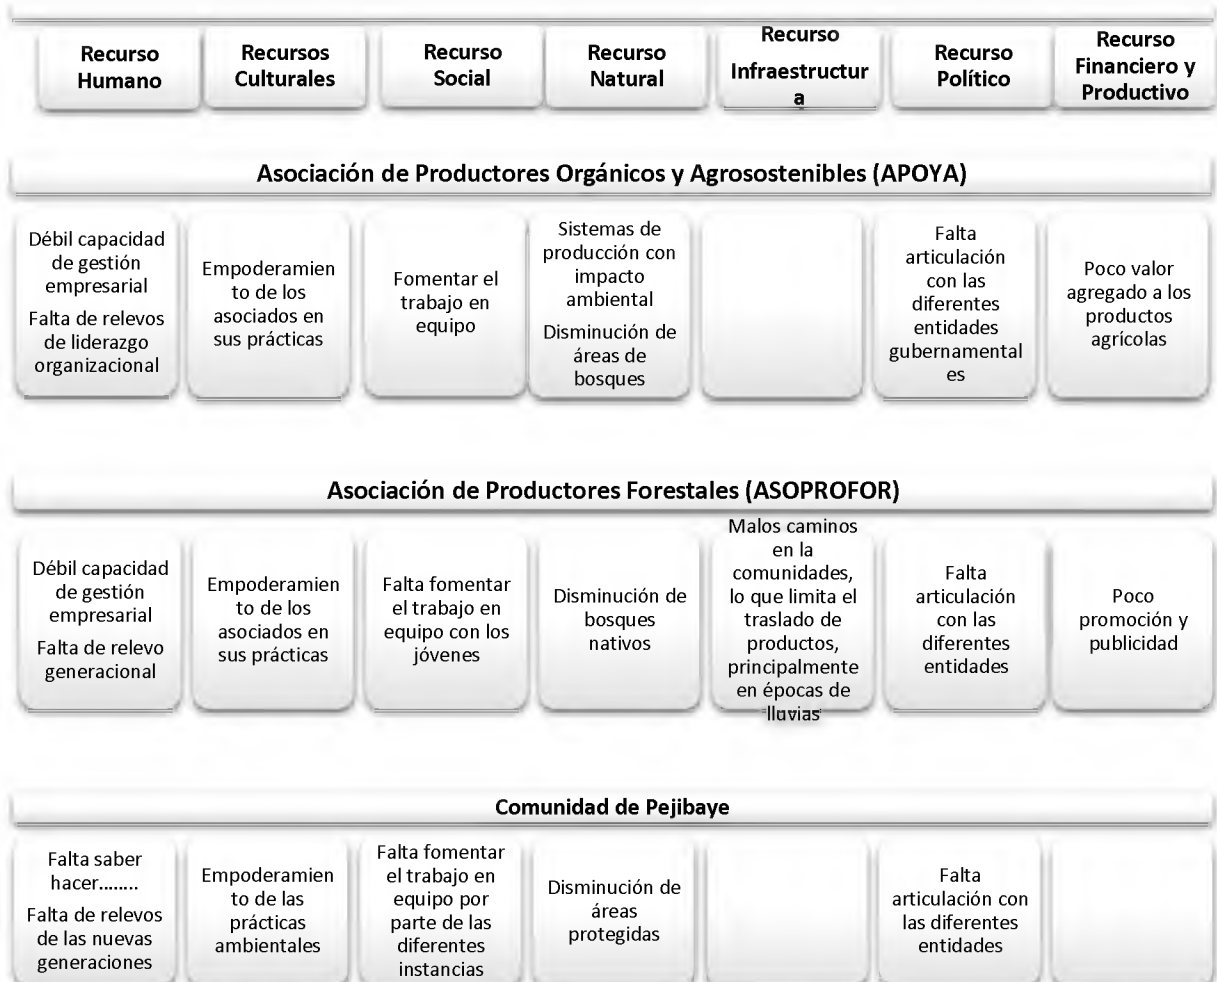 Recurso
Humano
Recursos
Culturales
Recurso
Social
Recurso
Natural
Recurso
Infraestructur
a
Recurso
Político
Recurso
Financiero y
Productivo
Asociación de Productores Orgánicos y Agrosostenibles (APOYA)
Débil capacidad
de gestión
empresarial
Falta de relevos
de liderazgo
organizacional
Empoderamien
to de los
asociados en
sus prácticas
Fomentar el
trabajo en
equipo
Sistemas de
producción con
impacto
ambiental
Disminución de
áreas de
bosques
Falta
articulación
con las
diferentes
entidades
gubernamental
es
Poco valor
agregado a los
productos
agrícolas
Asociación de Productores Forestales (ASOPROFOR)
Débil capacidad
de gestión
empresarial
Falta de relevo
generacional
Empoderamien
to de los
asociados en
sus prácticas
Falta fomentar
el trabajo en
equipo con los
jóvenes
Disminución de
bosques
nativos
Malos caminos
en la
comunidades,
lo que limita el
traslado de
productos,
principalmente
en épocas de
lluvias
Falta
articulación
con las
diferentes
entidades
Poco
promoción y
publicidad
Comunidad de Pejibaye
Falta saber
hacer........
Falta de relevos
de las nuevas
generaciones
Empoderamien
to de las
prácticas
ambientales
Falta fomentar
el trabajo en
equipo por
parte de las
diferentes
instancias
Disminución de
áreas
protegidas
Falta
articulación con
las diferentes
entidades